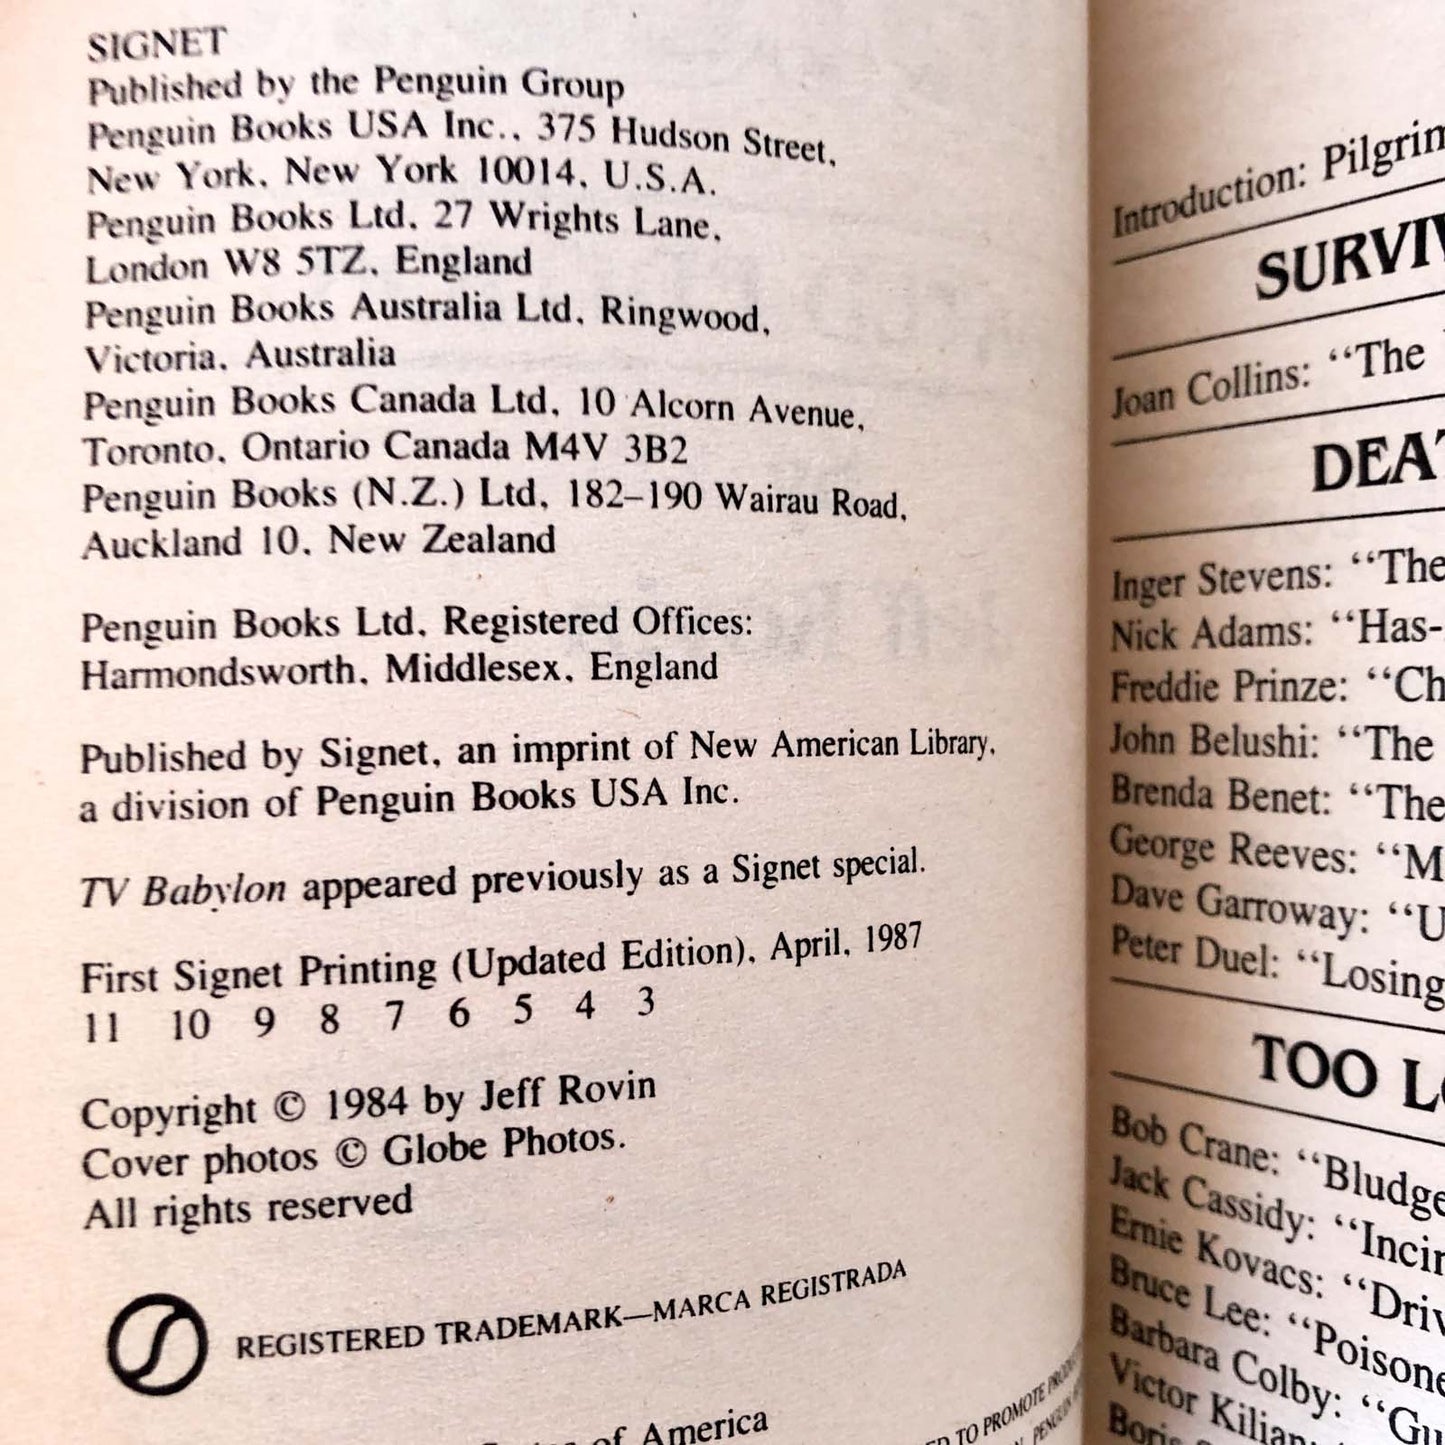 SIGNET
Published by the Penguin Group
Penguin Books USA Inc., 375 Hudson Street,
New York, New York 10014, U.S.A.
Penguin Books Ltd, 27 Wrights Lane,
London W8 5TZ, England
Penguin Books Australia Ltd, Ringwood,
Victoria, Australia
Penguin Books Canada Ltd, 10 Alcorn Avenue,
Toronto, Ontario Canada M4V 3B2
Penguin Books (N.Z.) Ltd, 182–190 Wairau Road,
Auckland 10, New Zealand
Penguin Books Ltd, Registered Offices:
Harmondsworth, Middlesex, England
Published by Signet, an imprint of New American Library,
a division of Penguin Books USA Inc.
TV Babylon appeared previously as a Signet special.
First Signet Printing (Updated Edition), April, 1987
11 10 9 8 7 6 5 4 3
Copyright © 1984 by Jeff Rovin
Cover photos © Globe Photos.
All rights reserved
REGISTERED TRADEMARK—MARCA REGISTRADA
of America
TO PROMOTE
PENGUIN
Introduction:
Joan Collins: “The
Inger Stevens: “The
Nick Adams: “Has-
Freddie Prinze: “Ch
John Belushi: “The
Brenda Benet: “The
George Reeves: “M
Dave Garroway: “U
Peter Duel: “Losing
TOO
Bob Crane: “Bludge
Jack Cassidy: “Incin
Ernie Kovacs: “Driv
Bruce Lee: “Poisone
Barbara Colby: “Gu
Victor